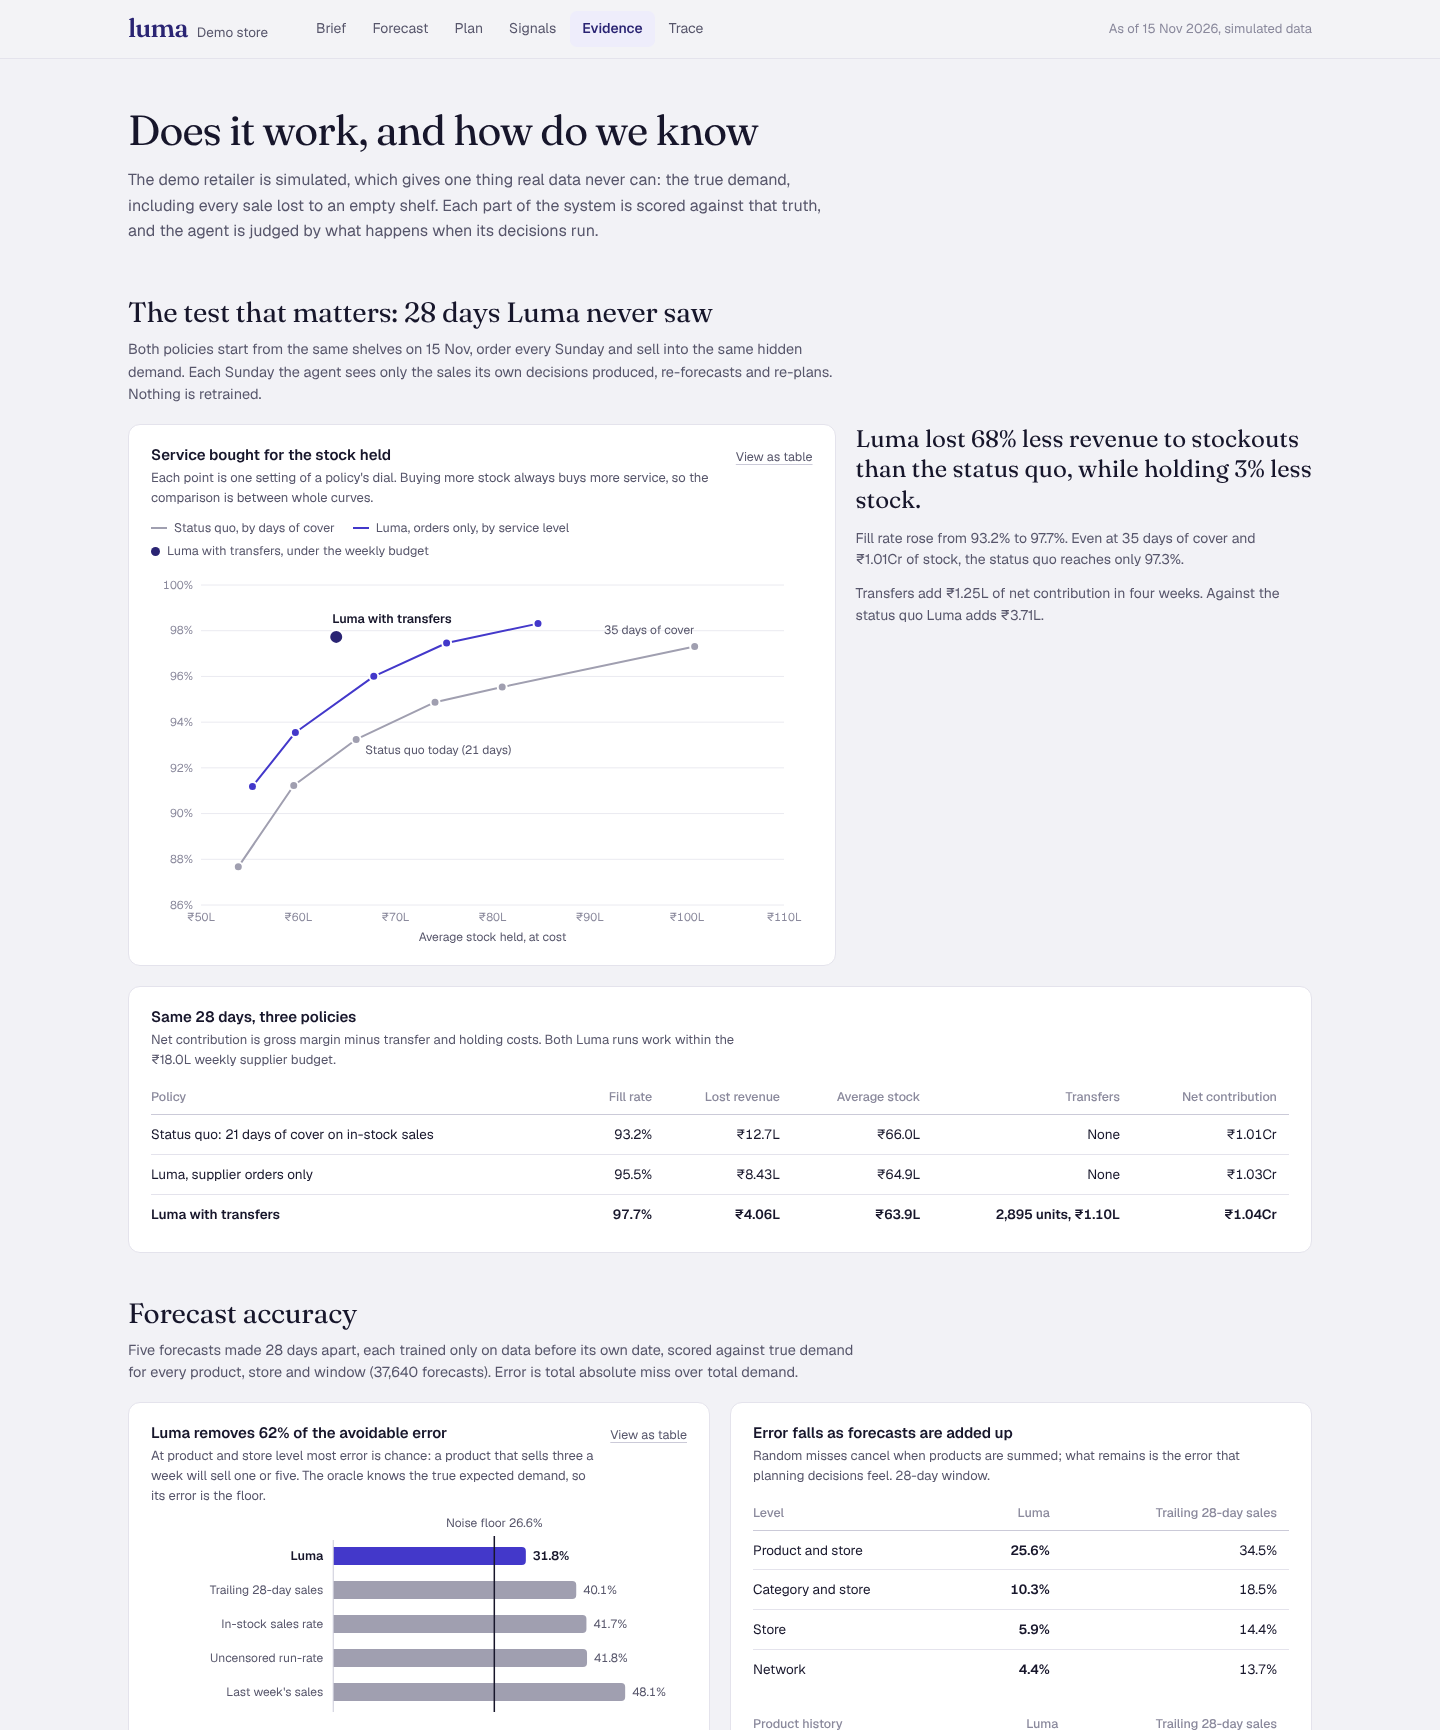 luma Demo store Brief Forecast Plan Signals Evidence Trace As of 15 Nov 2026, simulated data
Does it work, and how do we know
The demo retailer is simulated, which gives one thing real data never can: the true demand,
including every sale lost to an empty shelf. Each part of the system is scored against that truth,
and the agent is judged by what happens when its decisions run.
The test that matters: 28 days Luma never saw
Both policies start from the same shelves on 15 Nov, order every Sunday and sell into the same hidden
demand. Each Sunday the agent sees only the sales its own decisions produced, re-forecasts and re-plans.
Nothing is retrained.
Service bought for the stock held
View as table
Each point is one setting of a policy's dial. Buying more stock always buys more service, so the
comparison is between whole curves.
Status quo, by days of cover Luma, orders only, by service level
Luma with transfers, under the weekly budget
100%
98%
96%
94%
92%
90%
88%
86%
Luma with transfers
35 days of cover
Status quo today (21 days)
₹50L ₹60L ₹70L ₹80L ₹90L ₹100L ₹110L
Average stock held, at cost
Luma lost 68% less revenue to stockouts
than the status quo, while holding 3% less
stock.
Fill rate rose from 93.2% to 97.7%. Even at 35 days of cover and
₹1.01Cr of stock, the status quo reaches only 97.3%.
Transfers add ₹1.25L of net contribution in four weeks. Against the
status quo Luma adds ₹3.71L.
Same 28 days, three policies
Net contribution is gross margin minus transfer and holding costs. Both Luma runs work within the
₹18.0L weekly supplier budget.
Policy Fill rate Lost revenue Average stock Transfers Net contribution
Status quo: 21 days of cover on in-stock sales 93.2% ₹12.7L ₹66.0L None ₹1.01Cr
Luma, supplier orders only 95.5% ₹8.43L ₹64.9L None ₹1.03Cr
Luma with transfers 97.7% ₹4.06L ₹63.9L 2,895 units, ₹1.10L ₹1.04Cr
Forecast accuracy
Five forecasts made 28 days apart, each trained only on data before its own date, scored against true demand
for every product, store and window (37,640 forecasts). Error is total absolute miss over total demand.
Luma removes 62% of the avoidable error
View as table
At product and store level most error is chance: a product that sells three a
week will sell one or five. The oracle knows the true expected demand, so
its error is the floor.
Noise floor 26.6%
Luma 31.8%
Trailing 28-day sales 40.1%
In-stock sales rate 41.7%
Uncensored run-rate 41.8%
Last week's sales 48.1%
Error falls as forecasts are added up
Random misses cancel when products are summed; what remains is the error that
planning decisions feel. 28-day window.
Level Luma Trailing 28-day sales
Product and store 25.6% 34.5%
Category and store 10.3% 18.5%
Store 5.9% 14.4%
Network 4.4% 13.7%
Product history Luma Trailing 28-day sales